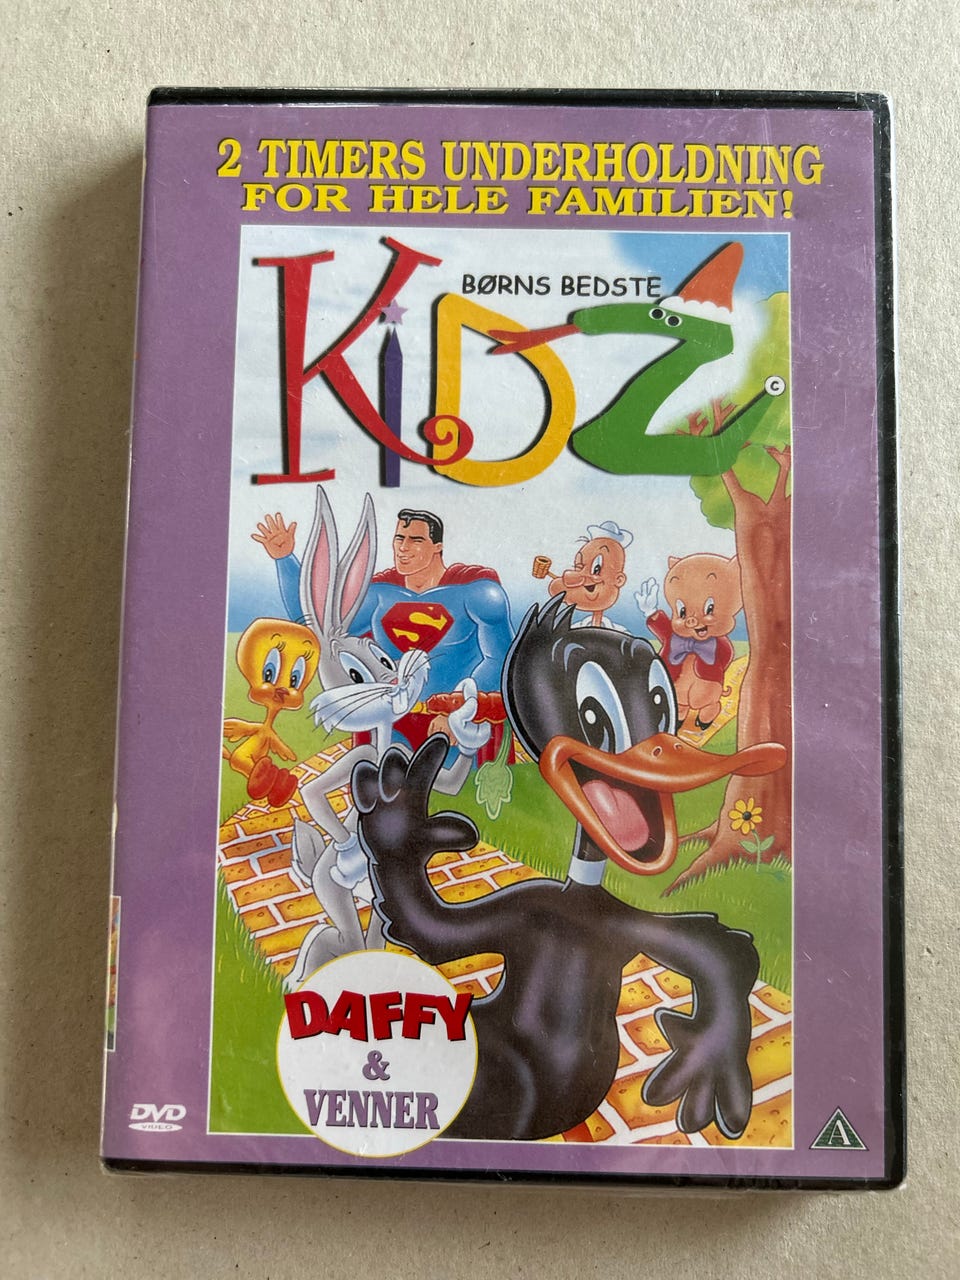 2 TIMERS UNDERHOLDNING
FOR HELE FAMILIEN!
BØRNS BEDSTE
KiDZ
©
S
DAFFY
&
VENNER
DVD
VIDEO
A